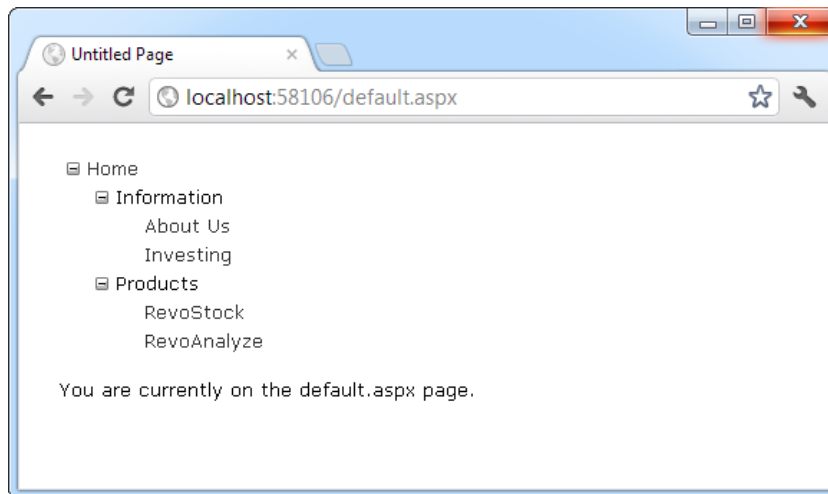 Untitled Page
localhost:58106/default.aspx
Home
Information
About Us
Investing
Products
RevoStock
RevoAnalyze
You are currently on the default.aspx page.